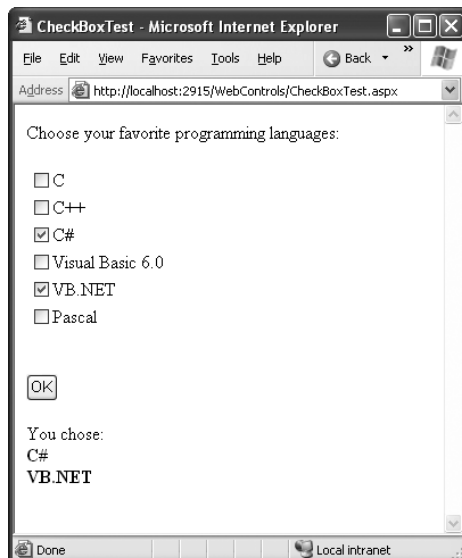 CheckBoxTest - Microsoft Internet Explorer
File Edit View Favorites Tools Help Back »
Address http://localhost:2915/WebControls/CheckBoxTest.aspx
Choose your favorite programming languages:
C
C++
C#
Visual Basic 6.0
VB.NET
Pascal
OK
You chose:
C#
VB.NET
Done Local intranet